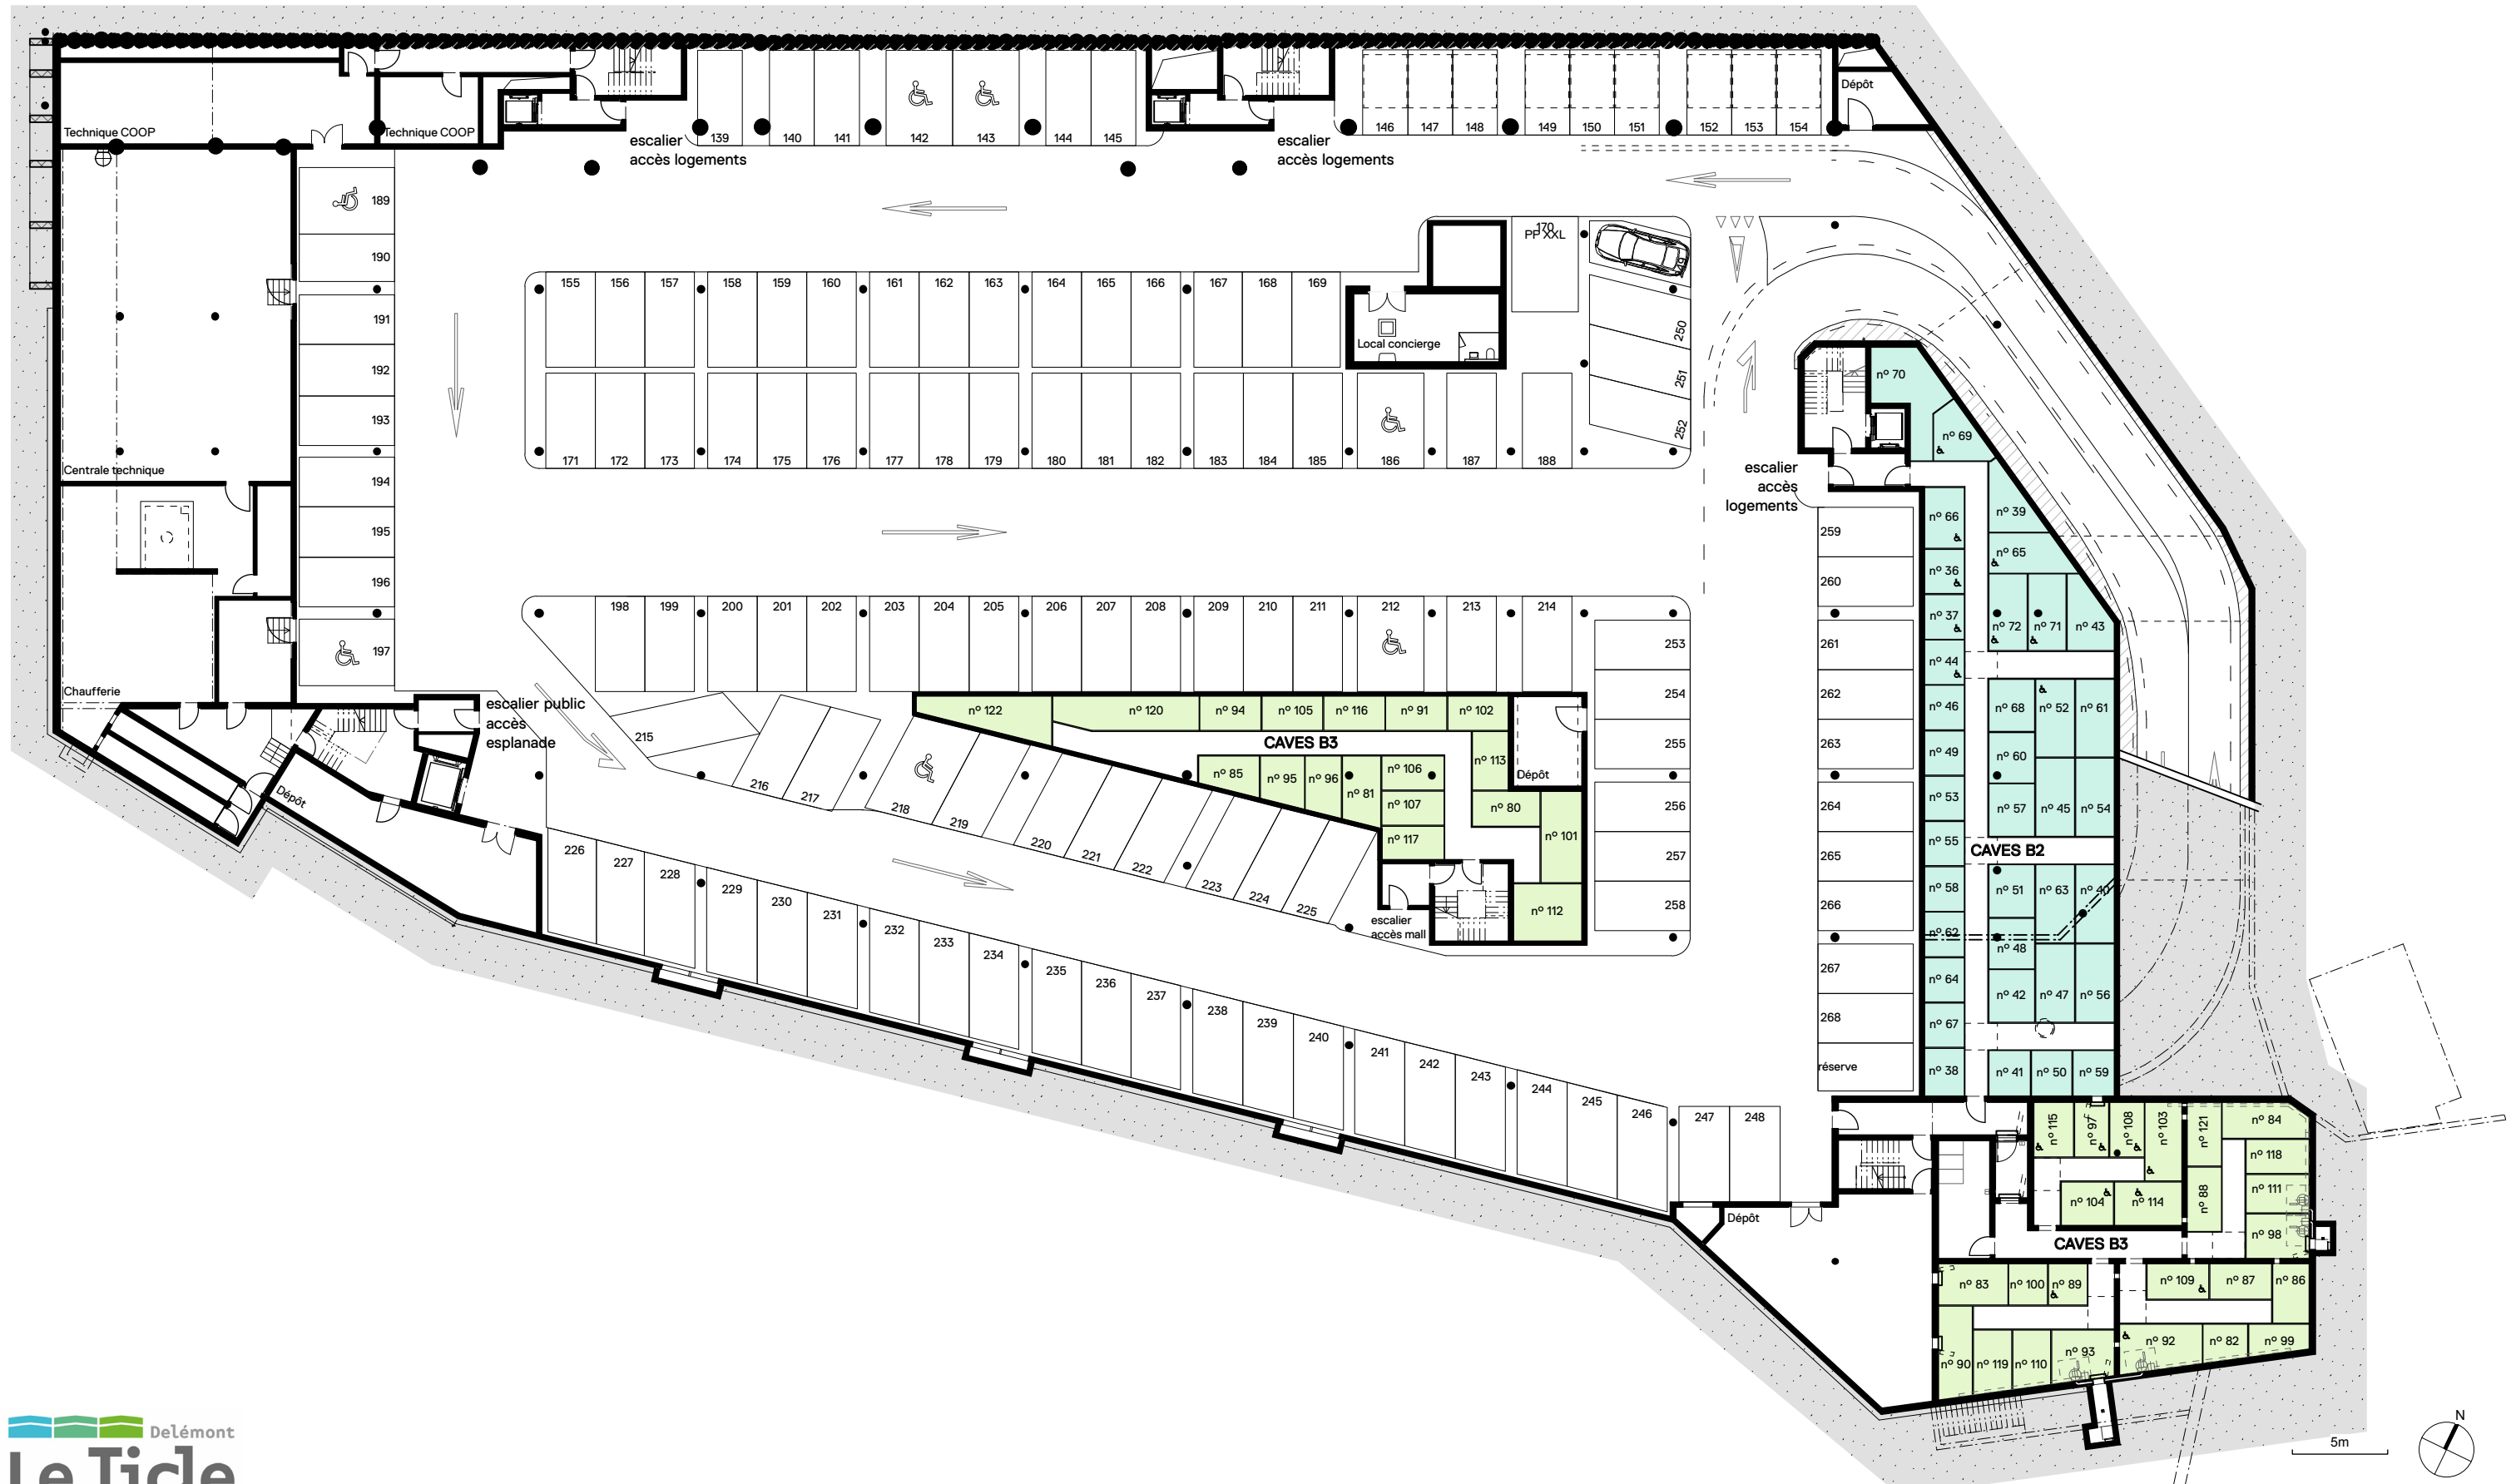 Technique COOP
Technique COOP
escalier
accès logements
139
140
141
142
143
144
145
escalier
accès logements
146
147
148
149
150
151
152
153
154
Dépôt
189
190
191
192
193
194
195
196
197
Centrale technique
Chaufferie
155
156
157
158
159
160
161
162
163
164
165
166
167
168
169
170
PP XXL
249
250
251
252
Local concierge
171
172
173
174
175
176
177
178
179
180
181
182
183
184
185
186
187
188
escalier
accès
logements
nº 70
nº 69
nº 66
nº 39
nº 65
nº 36
nº 37
nº 72
nº 71
nº 43
nº 44
nº 46
nº 68
nº 52
nº 61
nº 49
nº 60
nº 53
nº 57
nº 45
nº 54
nº 55
CAVES B2
nº 58
nº 51
nº 63
nº 40
nº 62
nº 48
nº 64
nº 42
nº 47
nº 56
nº 67
nº 38
nº 41
nº 50
nº 59
259
260
261
262
263
264
265
266
267
268
réserve
198
199
200
201
202
203
204
205
206
207
208
209
210
211
212
213
214
253
254
255
256
257
258
escalier public
accès
esplanade
Dépôt
215
216
217
218
219
220
221
222
223
224
225
nº 122
nº 120
nº 94
nº 105
nº 116
nº 91
nº 102
CAVES B3
nº 113
nº 85
nº 95
nº 96
nº 81
nº 106
nº 107
nº 117
nº 80
nº 101
nº 112
Dépôt
escalier
accès mall
226
227
228
229
230
231
232
233
234
235
236
237
238
239
240
241
242
243
244
245
246
247
248
Dépôt
nº 115
nº 97
nº 108
nº 103
nº 121
nº 84
nº 118
nº 111
nº 98
nº 88
nº 104
nº 114
CAVES B3
nº 83
nº 100
nº 89
nº 109
nº 87
nº 86
nº 90
nº 119
nº 110
nº 93
nº 92
nº 82
nº 99
Delémont
Le Ticle
5m
N